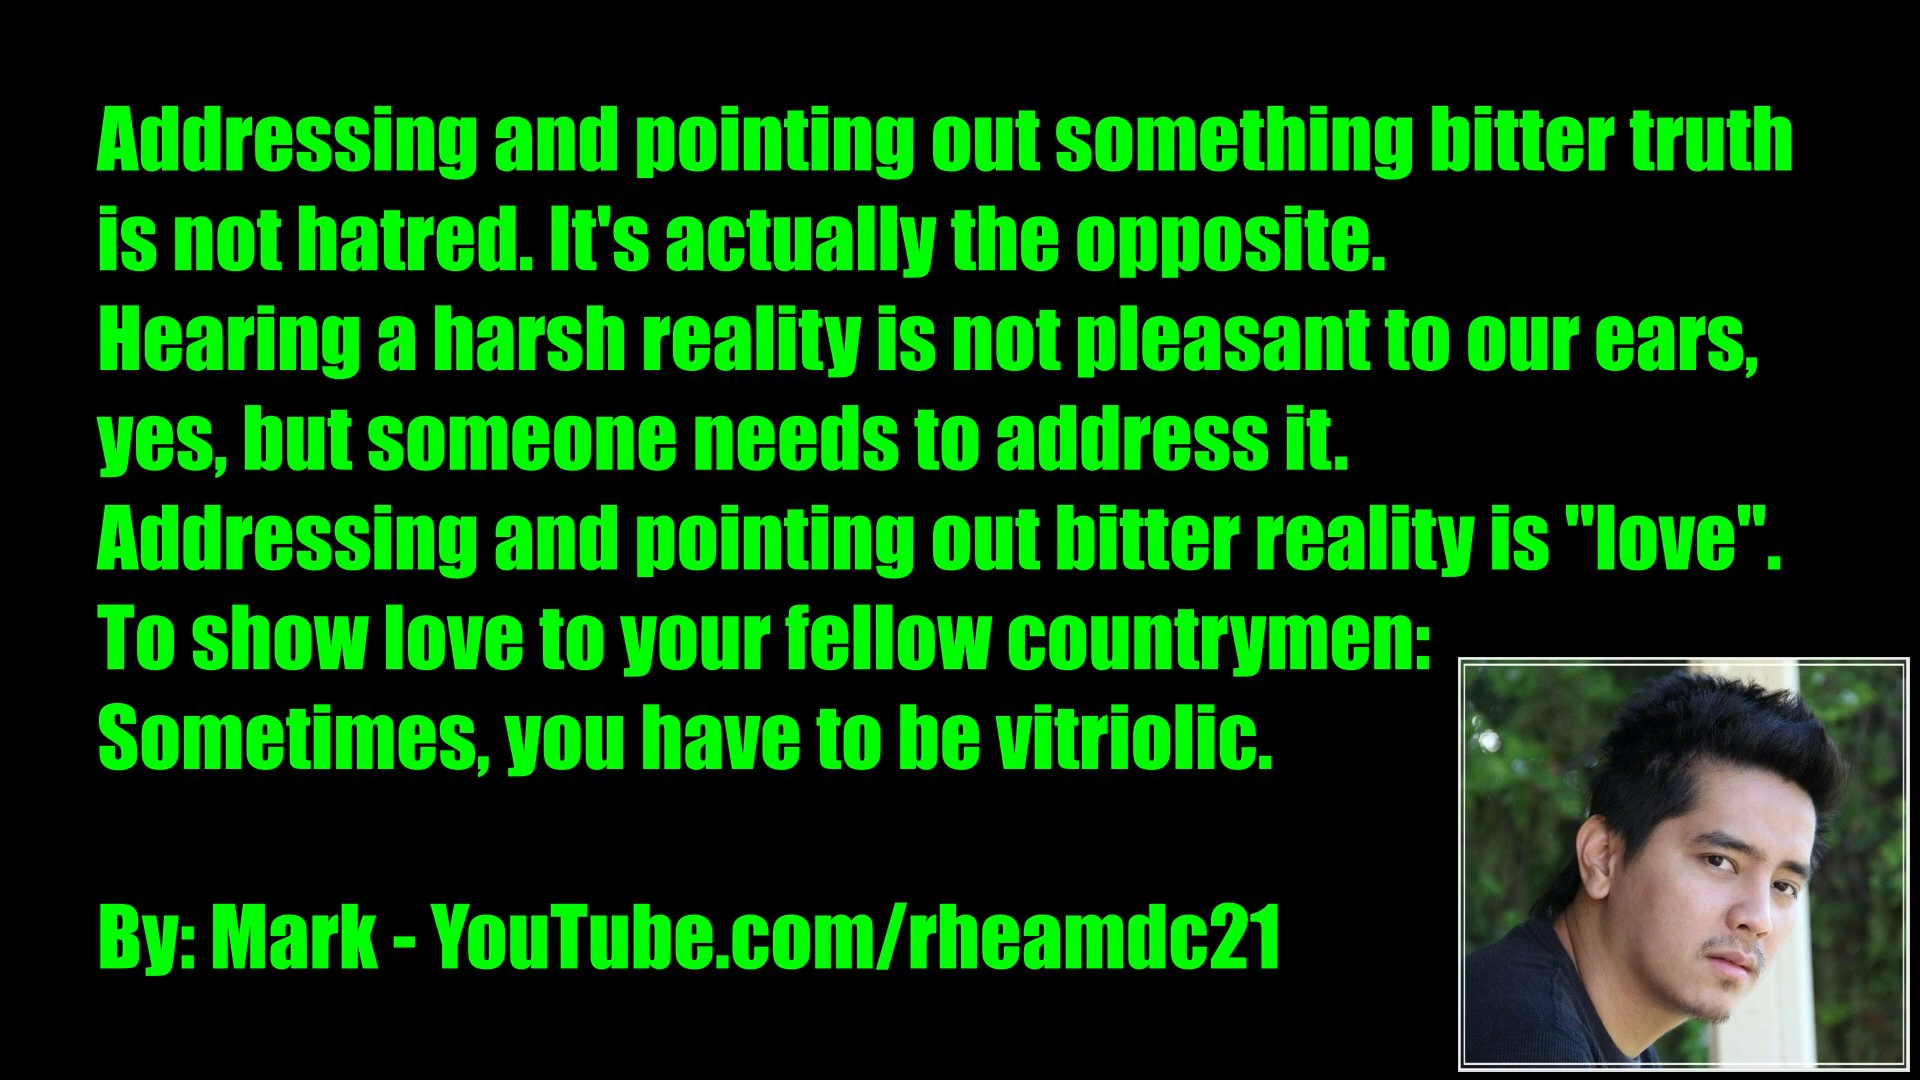 Addressing and pointing out something bitter truth
is not hatred. It's actually the opposite.
Hearing a harsh reality is not pleasant to our ears,
yes, but someone needs to address it.
Addressing and pointing out bitter reality is "love".
To show love to your fellow countrymen:
Sometimes, you have to be vitriolic.
By: Mark - YouTube.com/rheamdc21